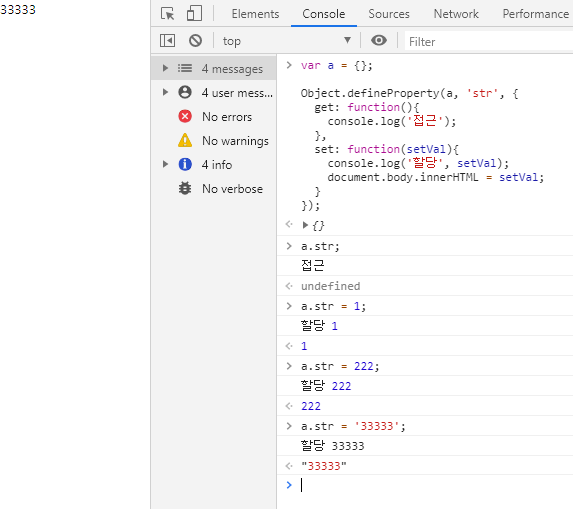 33333
Elements Console Sources Network Performance
top Filter
4 messages
4 user mess...
No errors
No warnings
4 info
No verbose
> var a = {};
Object.defineProperty(a, 'str', {
  get: function(){
    console.log('접근');
  },
  set: function(setVal){
    console.log('할당', setVal);
    document.body.innerHTML = setVal;
  }
});
{}
> a.str;
접근
undefined
> a.str = 1;
할당 1
1
> a.str = 222;
할당 222
222
> a.str = '33333';
할당 33333
"33333"
>